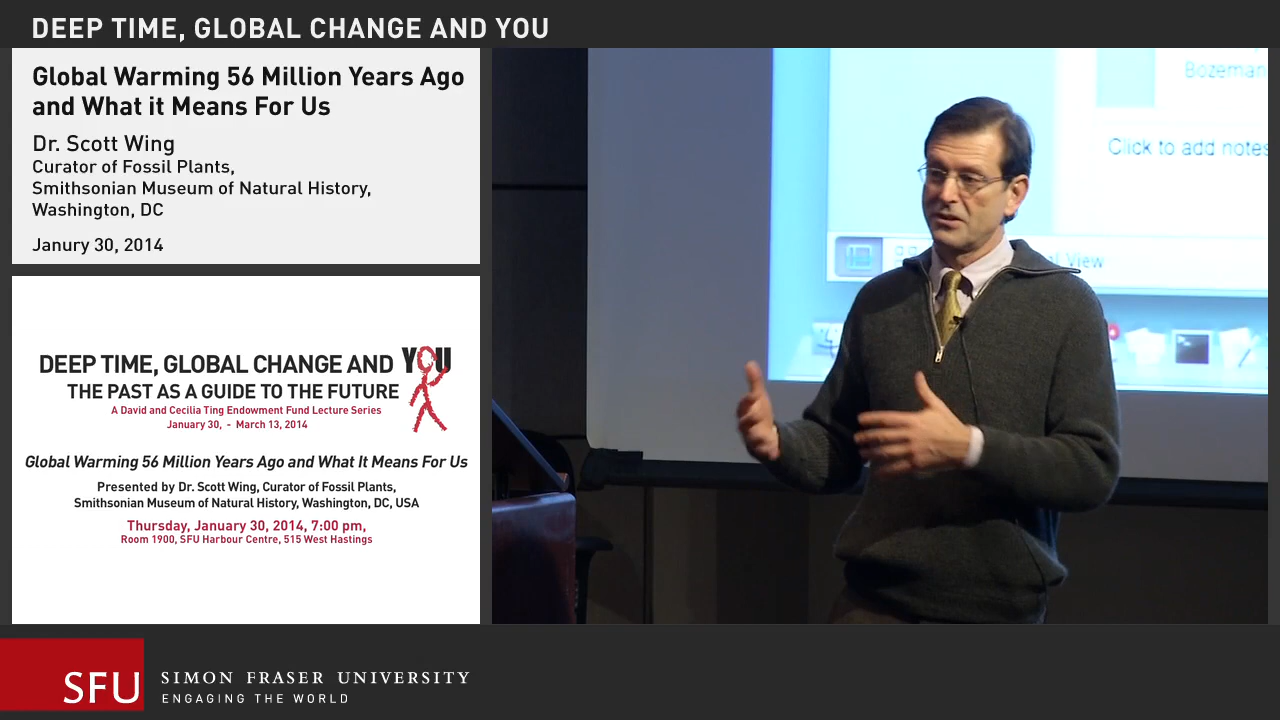 DEEP TIME, GLOBAL CHANGE AND YOU
Global Warming 56 Million Years Ago
and What it Means For Us
Dr. Scott Wing
Curator of Fossil Plants,
Smithsonian Museum of Natural History,
Washington, DC
Janury 30, 2014
DEEP TIME, GLOBAL CHANGE AND YOU
THE PAST AS A GUIDE TO THE FUTURE
A David and Cecilia Ting Endowment Fund Lecture Series
January 30, - March 13, 2014
Global Warming 56 Million Years Ago and What It Means For Us
Presented by Dr. Scott Wing, Curator of Fossil Plants,
Smithsonian Museum of Natural History, Washington, DC, USA
Thursday, January 30, 2014, 7:00 pm,
Room 1900, SFU Harbour Centre, 515 West Hastings
Bozeman
Click to add notes
View
SFU
SIMON FRASER UNIVERSITY
ENGAGING THE WORLD